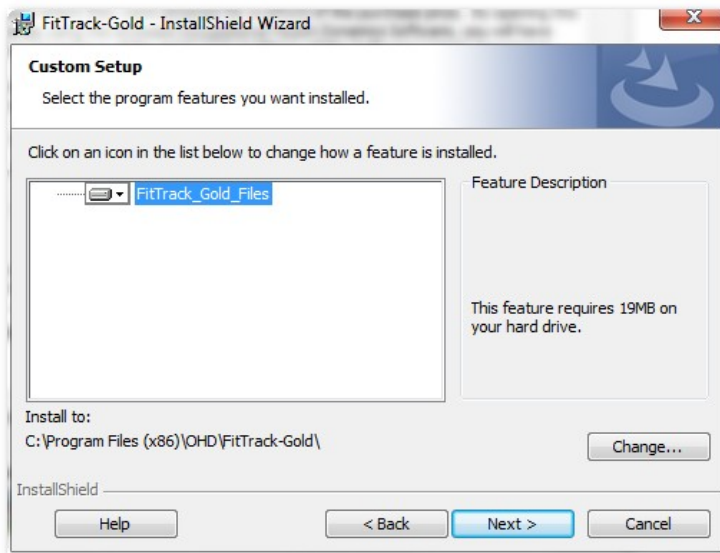 FitTrack-Gold - InstallShield Wizard
Custom Setup
Select the program features you want installed.
Click on an icon in the list below to change how a feature is installed.
FitTrack_Gold_Files
Feature Description
This feature requires 19MB on
your hard drive.
Install to:
C:\Program Files (x86)\OHD\FitTrack-Gold\
Change...
InstallShield
Help
< Back
Next >
Cancel